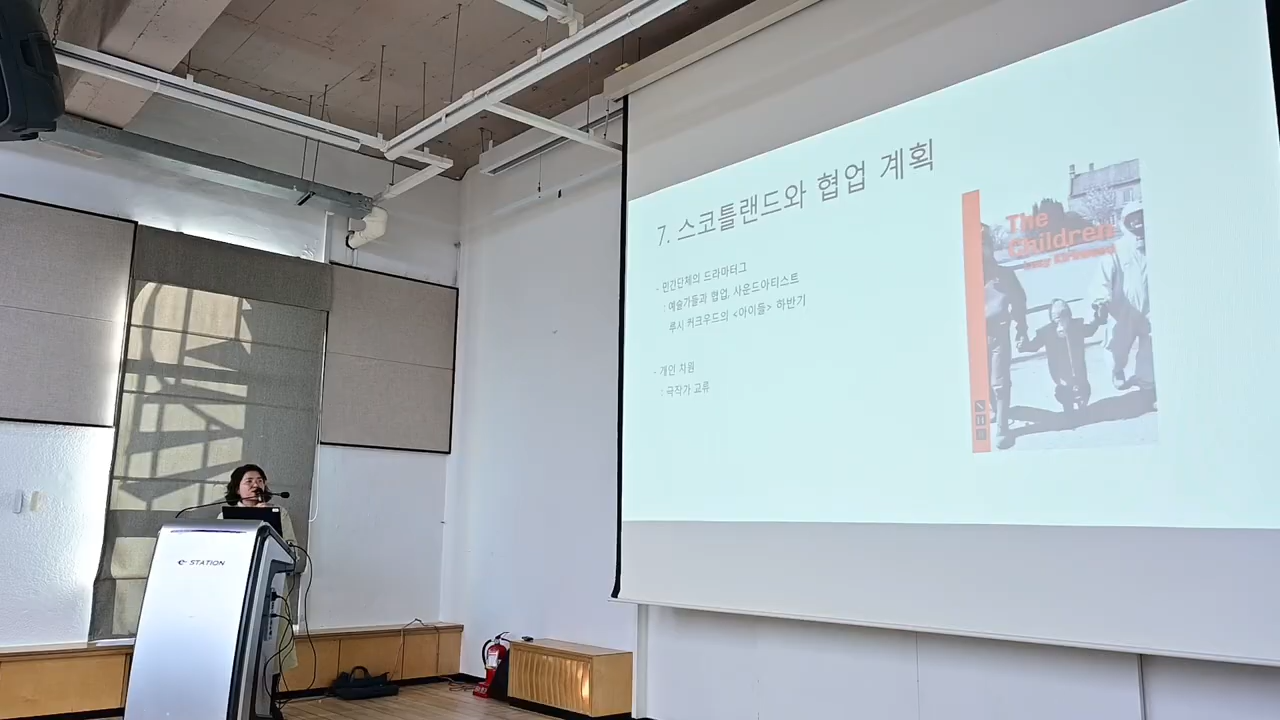 7. 스코틀랜드와 협업 계획
- 민간단체의 드라마터그
: 예술가들과 협업, 사운드아티스트
루시 커크우드의 <아이들> 하반기
- 개인 차원
: 극작가 교류
The
Children
Lucy Kirkwood
e-STATION